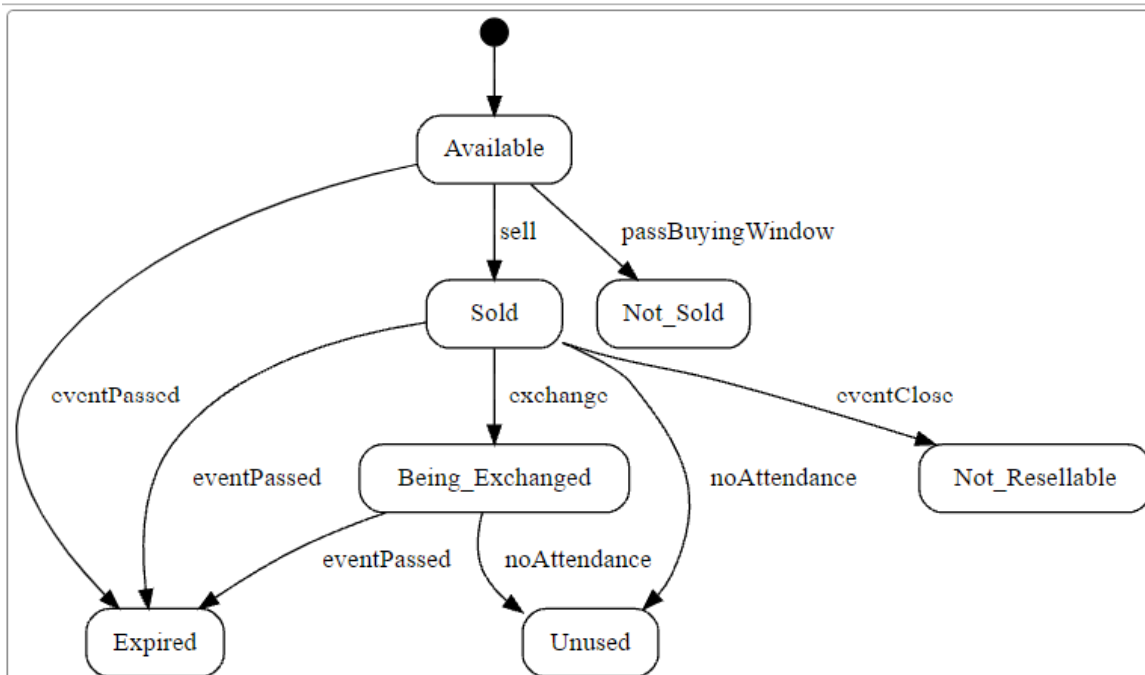 Available
sell
passBuyingWindow
Sold
Not_Sold
eventPassed
exchange
eventClose
eventPassed
Being_Exchanged
noAttendance
Not_Resellable
eventPassed
noAttendance
Expired
Unused